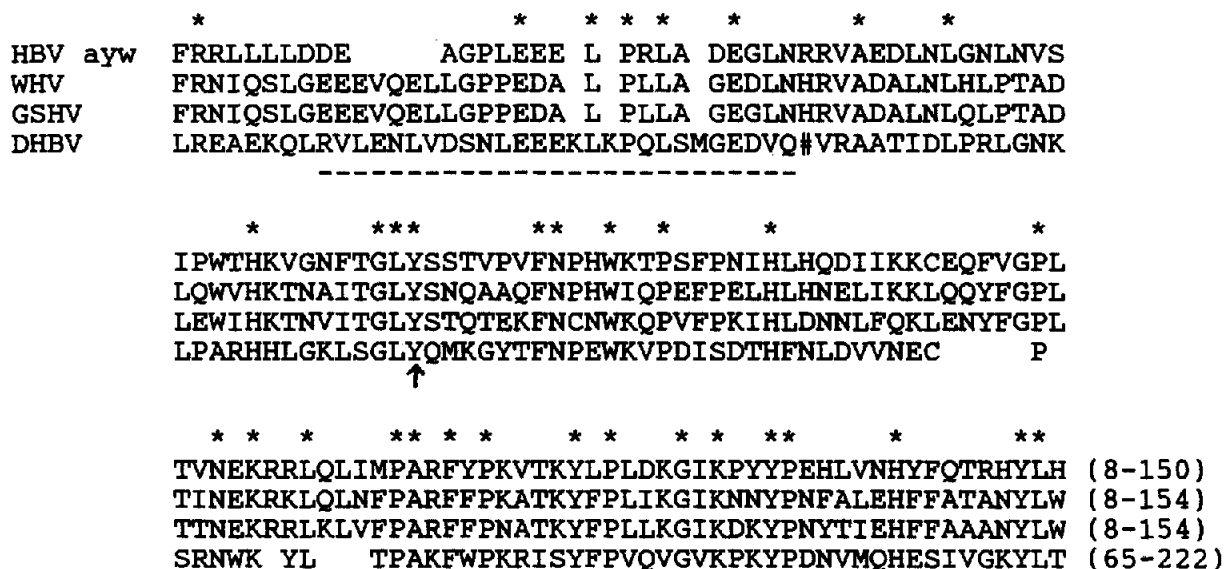 * * * * * * * *
HBV ayw FRRLLLLDDE AGPLEEE L PRLA DEGLNRRVAEDLNLGNLNVS
WHV FRNIQSLGEEEVQELLGPPEDA L PLLA GEDLNHRVADALNLHLPTAD
GSHV FRNIQSLGEEEVQELLGPPEDA L PLLA GEGLNHRVADALNLQLPTAD
DHBV LREAEKQLRVLENLVDSNLEEEKLKPQLSMGEDVQ#VRAATIDLPRLGNK
---------------------------
* *** ** * * * *
IPWTHKVGNFTGLYSSTVPVFNPHWKTPSFPNIHLHQDIIKKCEQFVGPL
LQWVHKTNAITGLYSNQAAQFNPHWIQPEFPELHLHNELIKKLQQYFGPL
LEWIHKTNVITGLYSTQTEKFNCNWKQPVFPKIHLDNNLFQKLENYFGPL
LPARHHLGKLSGLYQMKGYTFNPEWKVPDISDTHFNLDVVNEC P
↑
* * * ** * * * * * * ** * **
TVNEKRRLQLIMPARFYPKVTKYLPLDKGIKPYYPEHLVNHYFQTRHYLH (8-150)
TINEKRKLQLNFPARFFPKATKYFPLIKGIKNNYPNFALEHFFATANYLW (8-154)
TTNEKRRLKLVFPARFFPNATKYFPLLKGIKDKYPNYTIEHFFAAANYLW (8-154)
SRNWK YL TPAKFWPKRISYFPVQVGVKPKYPDNVMQHESIVGKYLT (65-222)